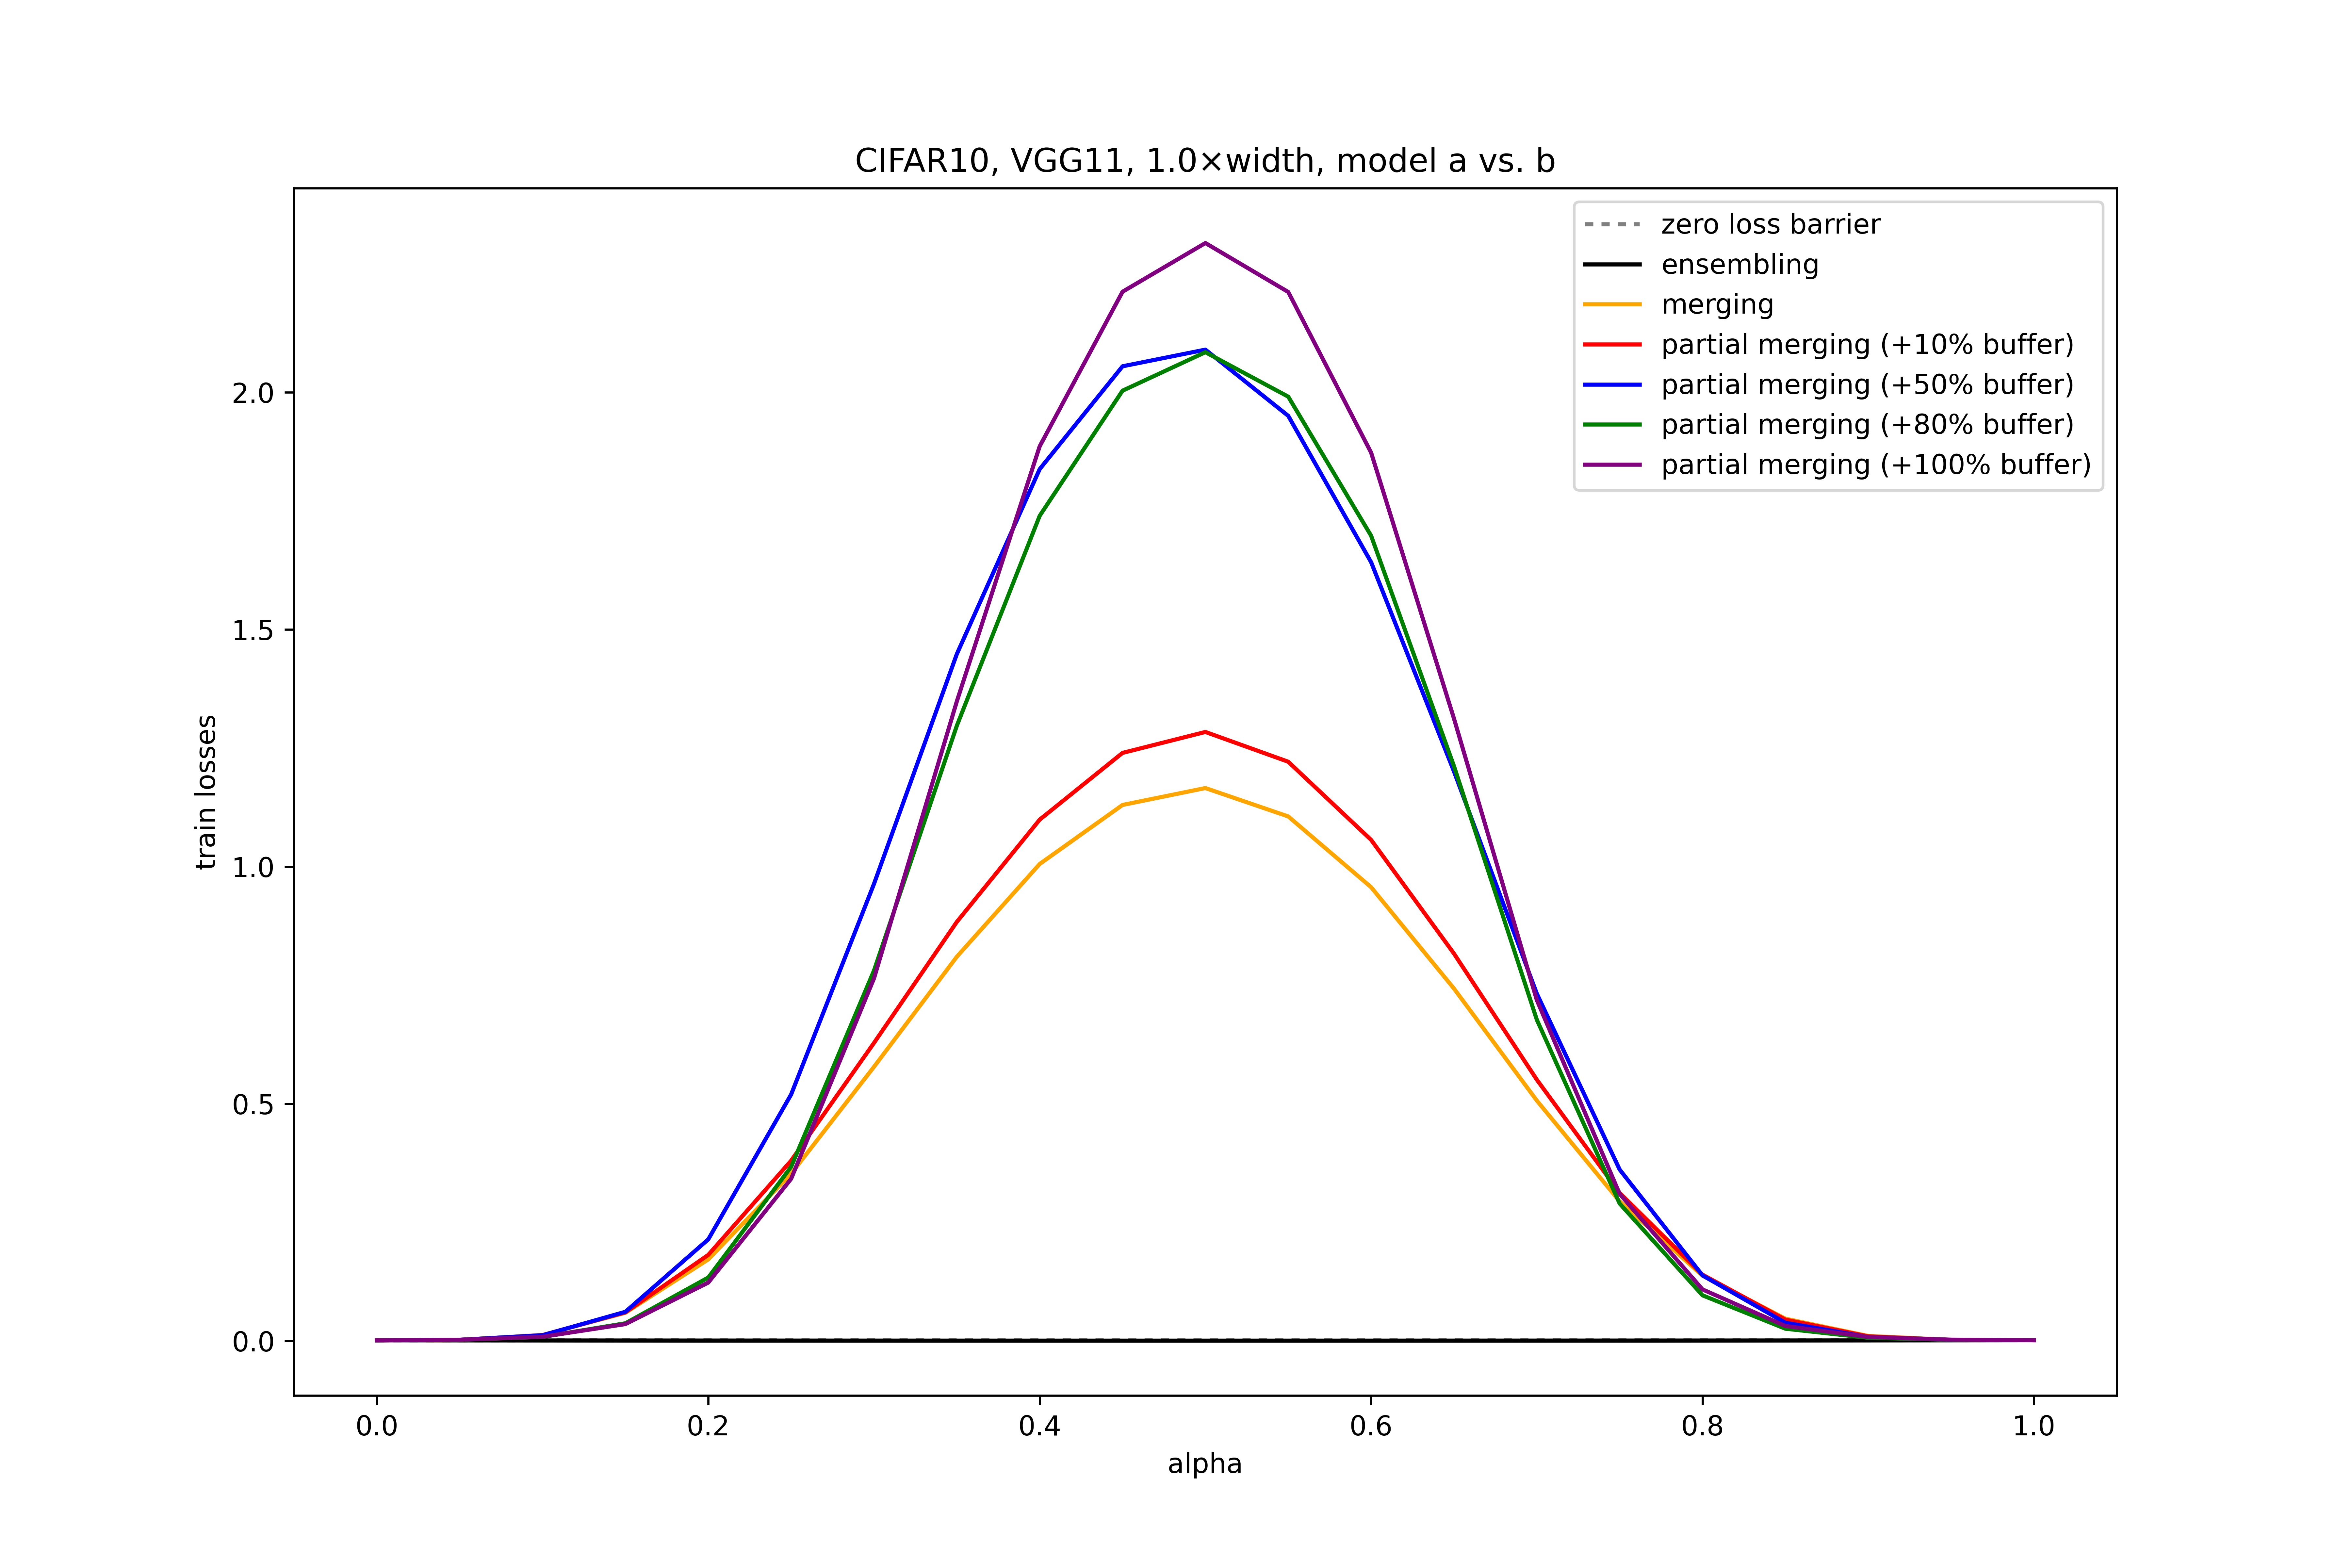 CIFAR10, VGG11, 1.0×width, model a vs. b
zero loss barrier
ensembling
merging
partial merging (+10% buffer)
partial merging (+50% buffer)
partial merging (+80% buffer)
partial merging (+100% buffer)
train losses
2.0
1.5
1.0
0.5
0.0
0.0 0.2 0.4 0.6 0.8 1.0
alpha